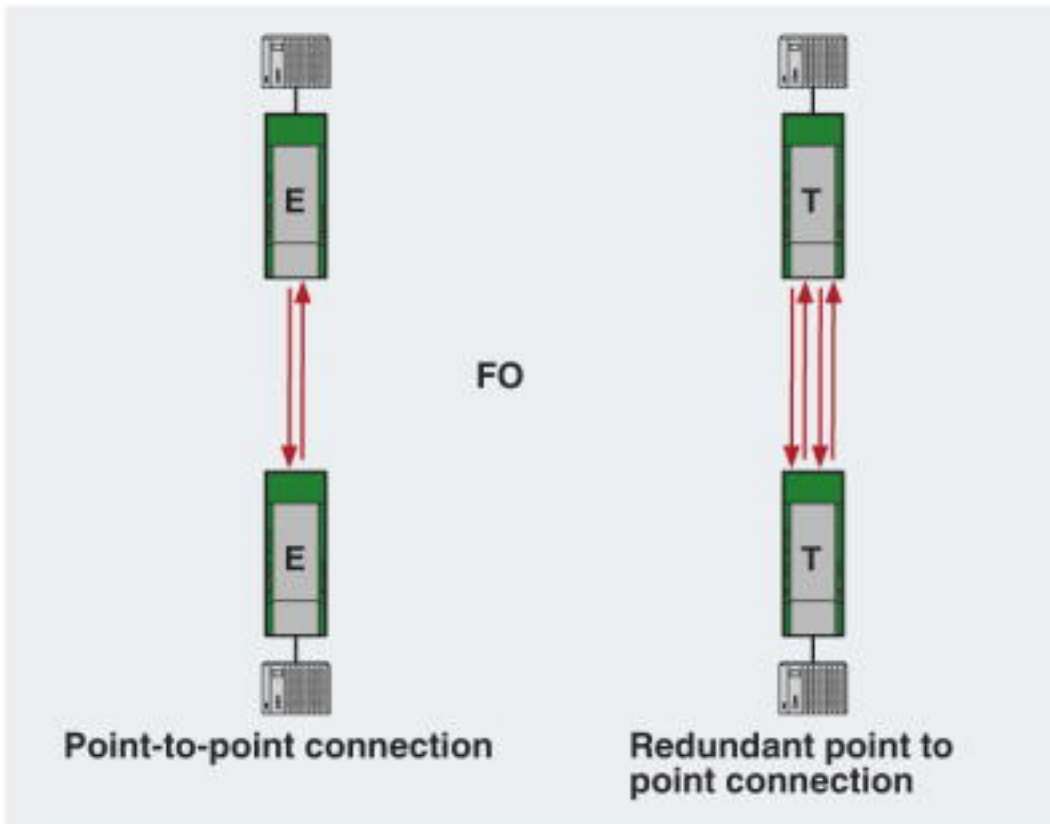 E
T
FO
E
T
Point-to-point connection
Redundant point to
point connection